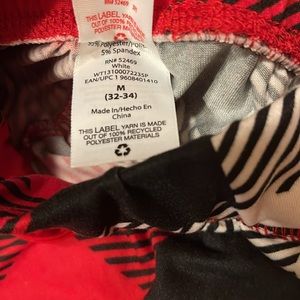 RN# 52469
THIS LABEL YARN IS MADE
OUT OF 100% RECYCLED
POLYESTER MATERIALS
5% Spandex
RN# 52469
White
WT13100072235P
EAN/UPC 1 9608401410
M
(32-34)
Made in/Hecho En
China
THIS LABEL YARN IS MADE
OUT OF 100% RECYCLED
POLYESTER MATERIALS